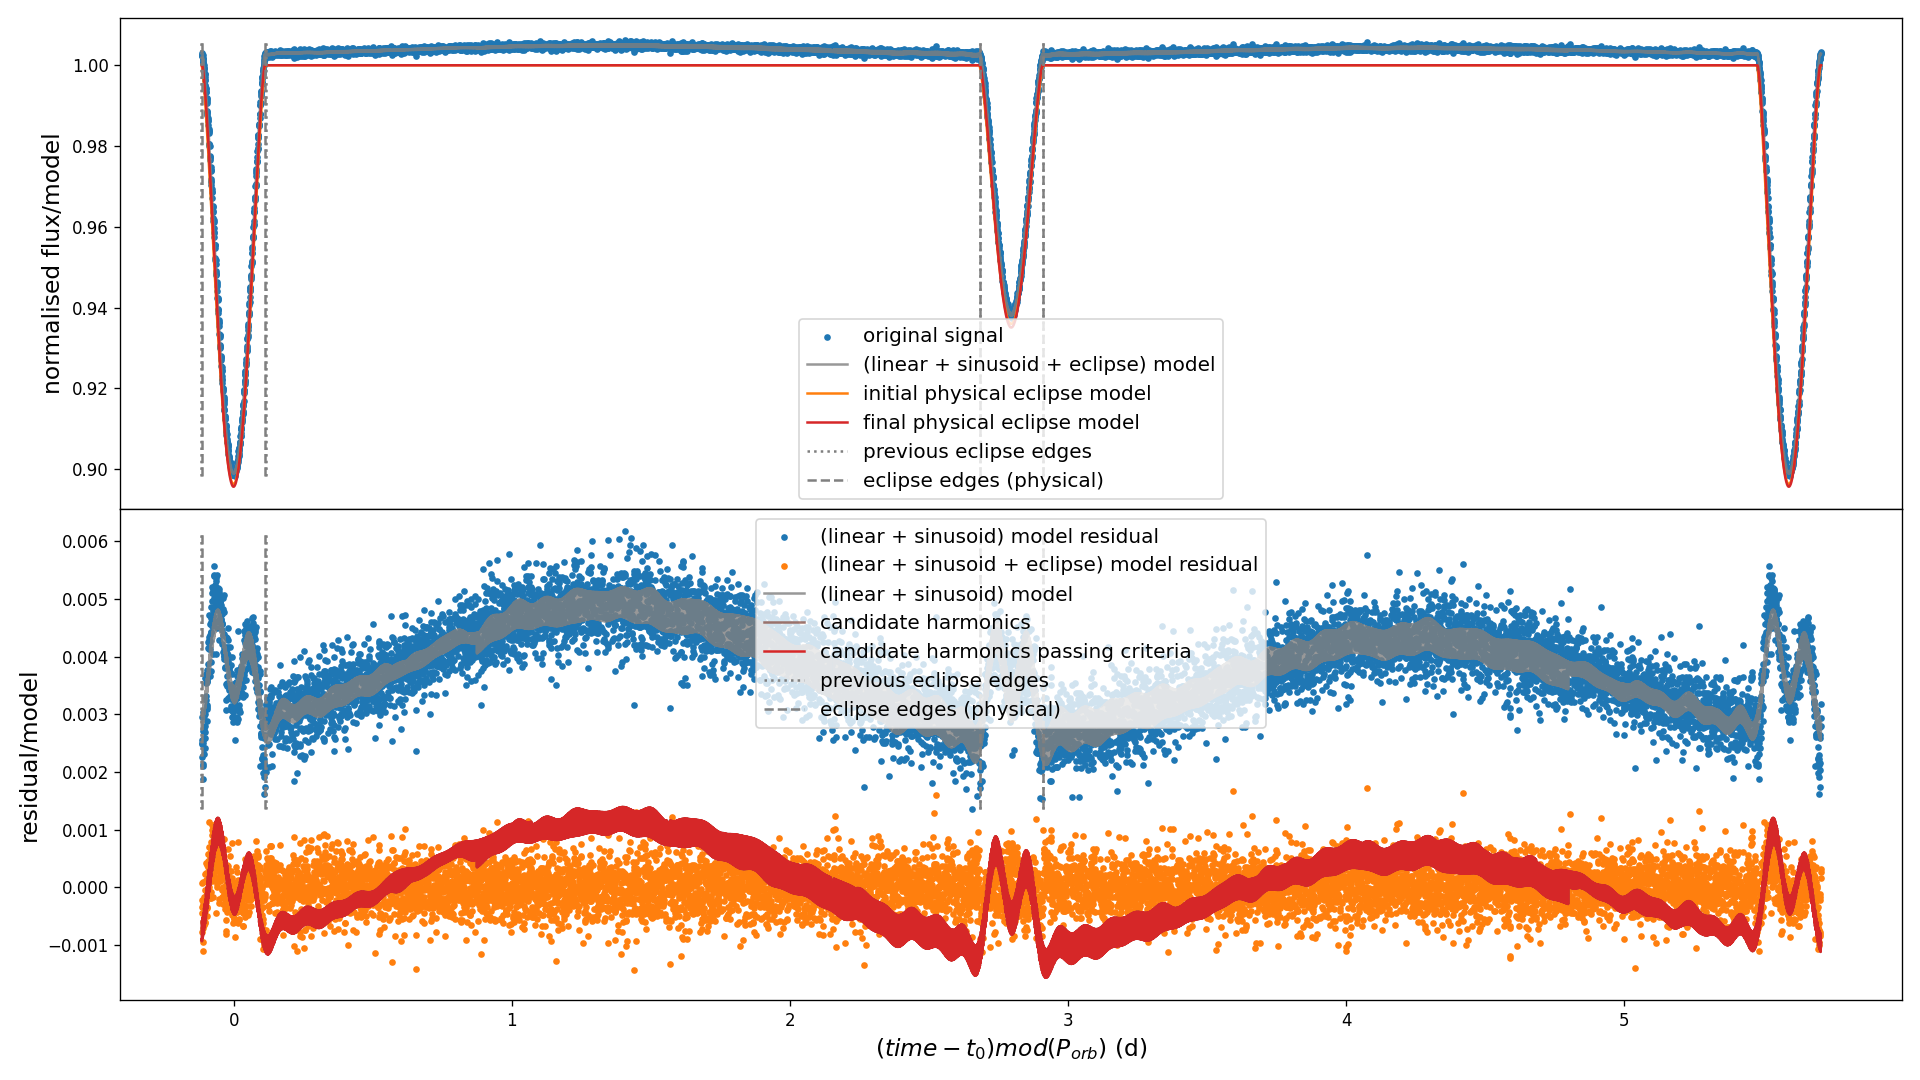 normalised flux/model
1.00
0.98
0.96
0.94
0.92
0.90
original signal
(linear + sinusoid + eclipse) model
initial physical eclipse model
final physical eclipse model
previous eclipse edges
eclipse edges (physical)
residual/model
0.006
0.005
0.004
0.003
0.002
0.001
0.000
−0.001
(linear + sinusoid) model residual
(linear + sinusoid + eclipse) model residual
(linear + sinusoid) model
candidate harmonics
candidate harmonics passing criteria
previous eclipse edges
eclipse edges (physical)
0 1 2 3 4 5
(time − t₀)mod(P_orb) (d)